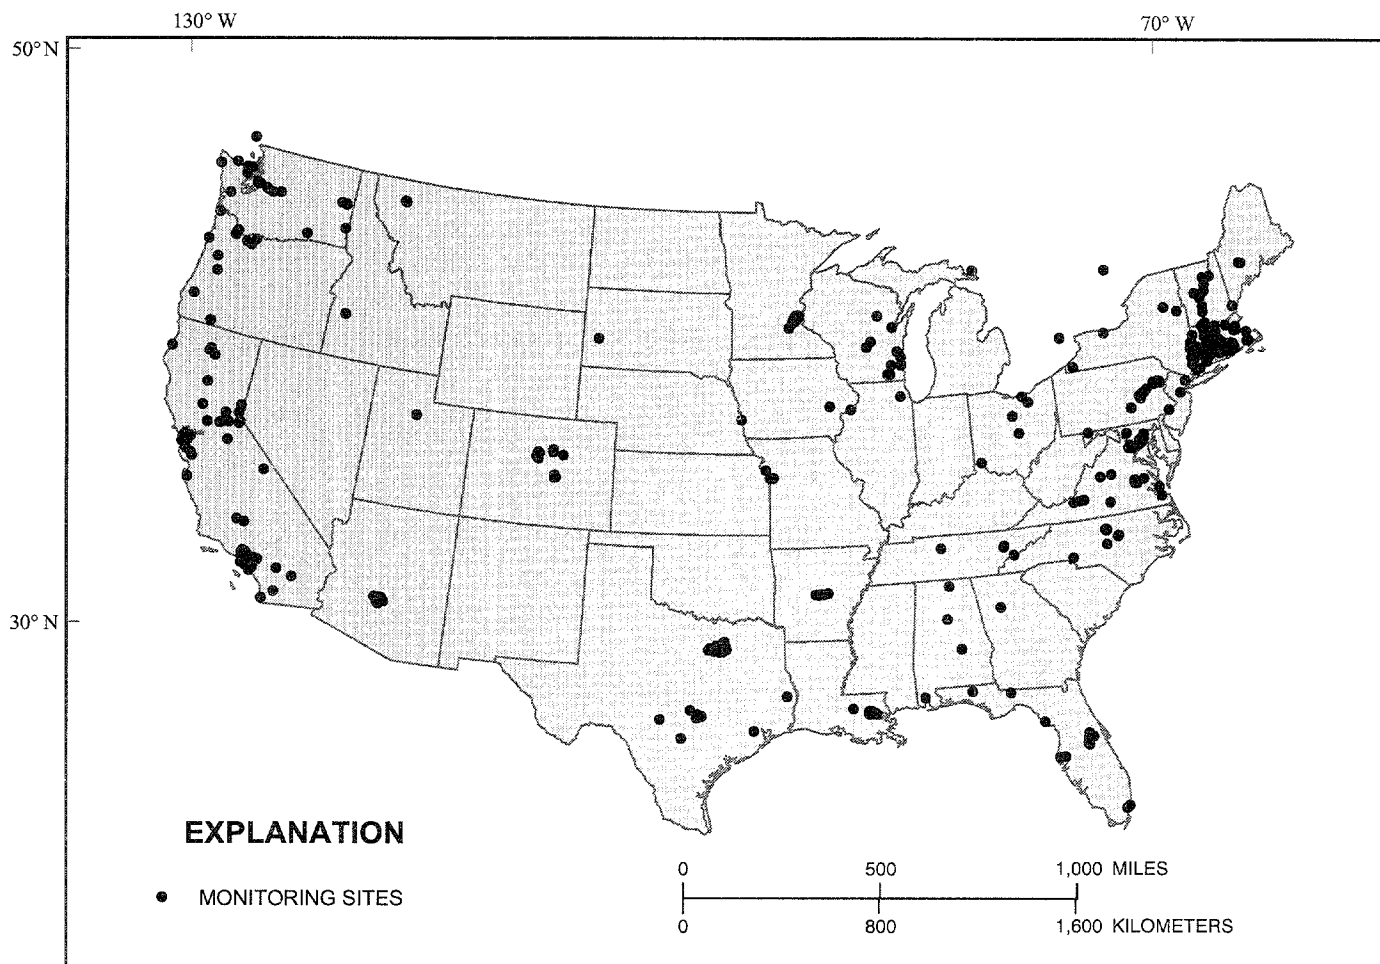 130° W
70° W
50° N
30° N
EXPLANATION
MONITORING SITES
0 500 1,000 MILES
0 800 1,600 KILOMETERS